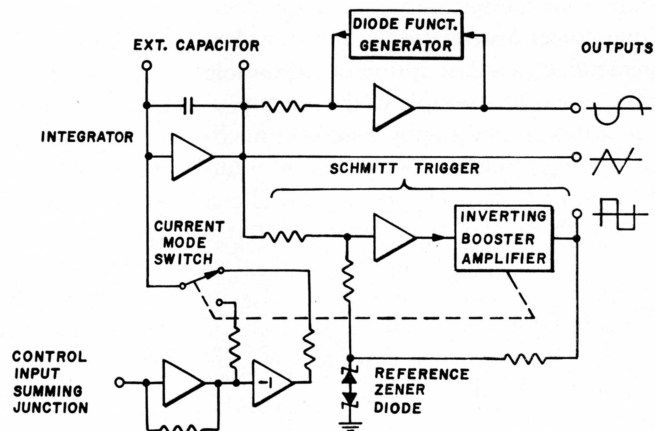 DIODE FUNCT.
GENERATOR
EXT. CAPACITOR
OUTPUTS
INTEGRATOR
SCHMITT TRIGGER
CURRENT
MODE
SWITCH
INVERTING
BOOSTER
AMPLIFIER
CONTROL
INPUT
SUMMING
JUNCTION
-1
REFERENCE
ZENER
DIODE